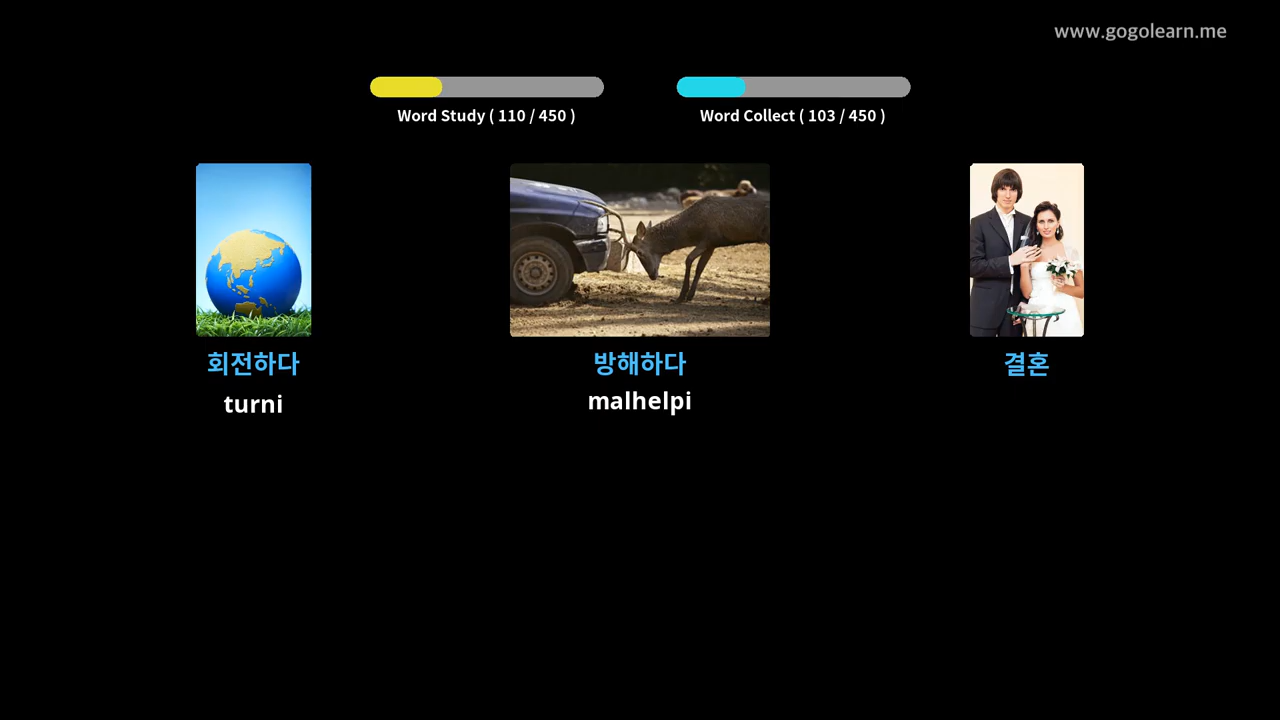 www.gogolearn.me
Word Study ( 110 / 450 )
Word Collect ( 103 / 450 )
회전하다
turni
방해하다
malhelpi
결혼